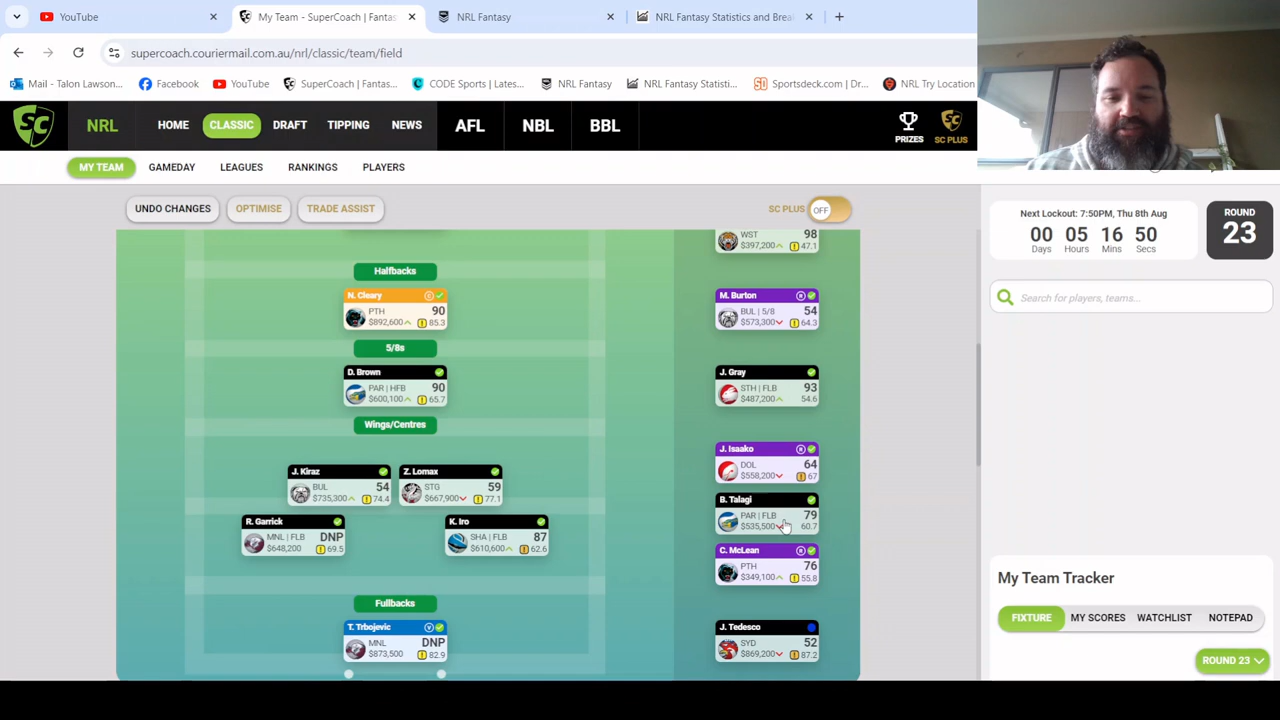 YouTube
My Team - SuperCoach | Fantas
NRL Fantasy
NRL Fantasy Statistics and Brea
supercoach.couriermail.com.au/nrl/classic/team/field
Mail - Talon Lawson...
Facebook
YouTube
SuperCoach | Fantas...
CODE Sports | Lates...
NRL Fantasy
NRL Fantasy Statisti...
Sportsdeck.com | Dr...
NRL Try Location
SC
NRL
HOME
CLASSIC
DRAFT
TIPPING
NEWS
AFL
NBL
BBL
PRIZES
SC PLUS
MY TEAM
GAMEDAY
LEAGUES
RANKINGS
PLAYERS
UNDO CHANGES
OPTIMISE
TRADE ASSIST
SC PLUS
OFF
Next Lockout: 7:50PM, Thu 8th Aug
00 05 16 50
Days Hours Mins Secs
ROUND
23
WST 98
$397,200 47.1
Halfbacks
N. Cleary
PTH 90
$892,600 85.3
M. Burton
BUL | 5/8 54
$573,300 64.3
Search for players, teams...
5/8s
D. Brown
PAR | HFB 90
$600,100 65.7
J. Gray
STH | FLB 93
$487,200 54.6
Wings/Centres
J. Kiraz
BUL 54
$735,300 74.4
Z. Lomax
STG 59
$667,900 77.1
J. Isaako
DOL 64
$558,200 67
R. Garrick
MNL | FLB DNP
$648,200 69.5
K. Iro
SHA | FLB 87
$610,600 62.6
B. Talagi
PAR | FLB 79
$535,500 60.7
C. McLean
PTH 76
$349,100 55.8
Fullbacks
T. Trbojevic
MNL DNP
$873,500 82.9
J. Tedesco
SYD 52
$869,200 87.2
My Team Tracker
FIXTURE
MY SCORES
WATCHLIST
NOTEPAD
ROUND 23